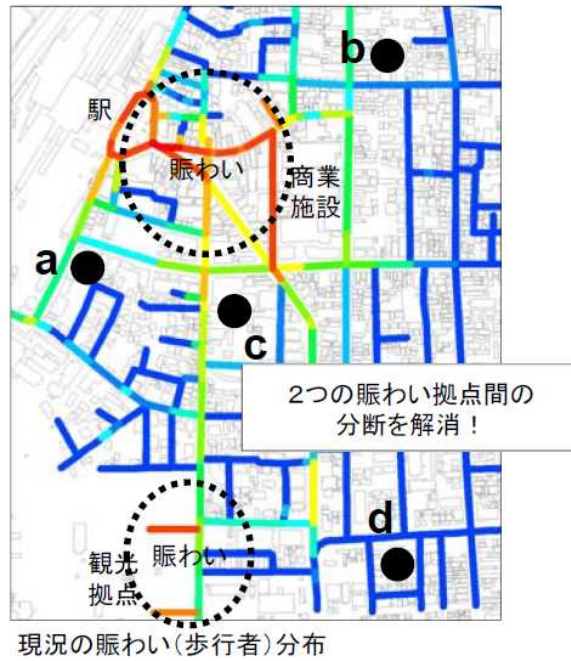 b
駅
賑わい
商業
施設
a
c
2つの賑わい拠点間の
分断を解消！
d
賑わい
観光
拠点
現況の賑わい（歩行者）分布